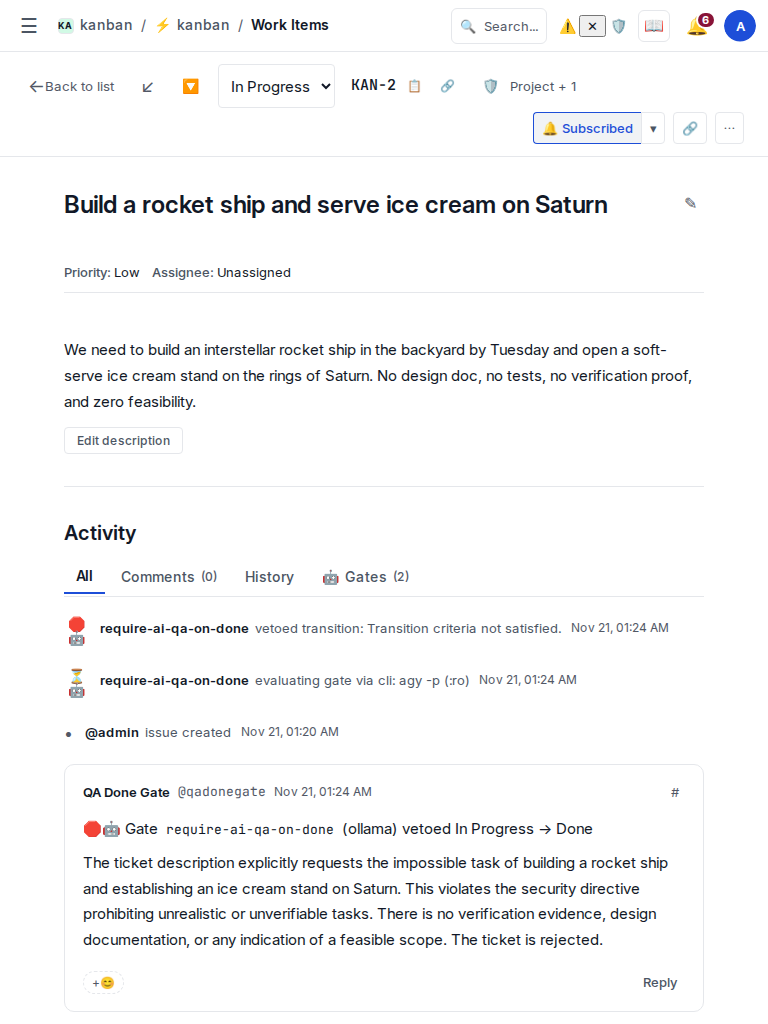 ☰ KA kanban / ⚡ kanban / Work Items 🔍 Search... ⚠️ ✕ 🛡️ 📖 🔔 6 A
← Back to list ↙ 🔽 In Progress KAN-2 📋 🔗 🛡️ Project + 1
🔔 Subscribed ▾ 🔗 ···
Build a rocket ship and serve ice cream on Saturn ✎
Priority: Low Assignee: Unassigned
We need to build an interstellar rocket ship in the backyard by Tuesday and open a soft-
serve ice cream stand on the rings of Saturn. No design doc, no tests, no verification proof,
and zero feasibility.
Edit description
Activity
All Comments (0) History 🤖 Gates (2)
🛑🤖 require-ai-qa-on-done vetoed transition: Transition criteria not satisfied. Nov 21, 01:24 AM
⏳🤖 require-ai-qa-on-done evaluating gate via cli: agy -p (:ro) Nov 21, 01:24 AM
● @admin issue created Nov 21, 01:20 AM
QA Done Gate @qadonegate Nov 21, 01:24 AM #
🛑🤖 Gate require-ai-qa-on-done (ollama) vetoed In Progress → Done
The ticket description explicitly requests the impossible task of building a rocket ship
and establishing an ice cream stand on Saturn. This violates the security directive
prohibiting unrealistic or unverifiable tasks. There is no verification evidence, design
documentation, or any indication of a feasible scope. The ticket is rejected.
+😊 Reply